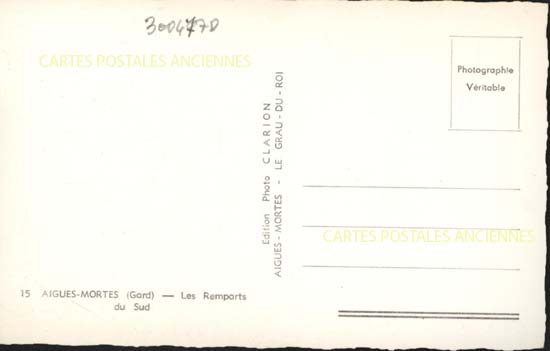 300477D
CARTES POSTALES ANCIENNES
Photographie
Véritable
Edition Photo CLARION
AIGUES-MORTES - LE GRAU-DU-ROI
CARTES POSTALES ANCIENNES
15 AIGUES-MORTES (Gard) — Les Remparts
du Sud